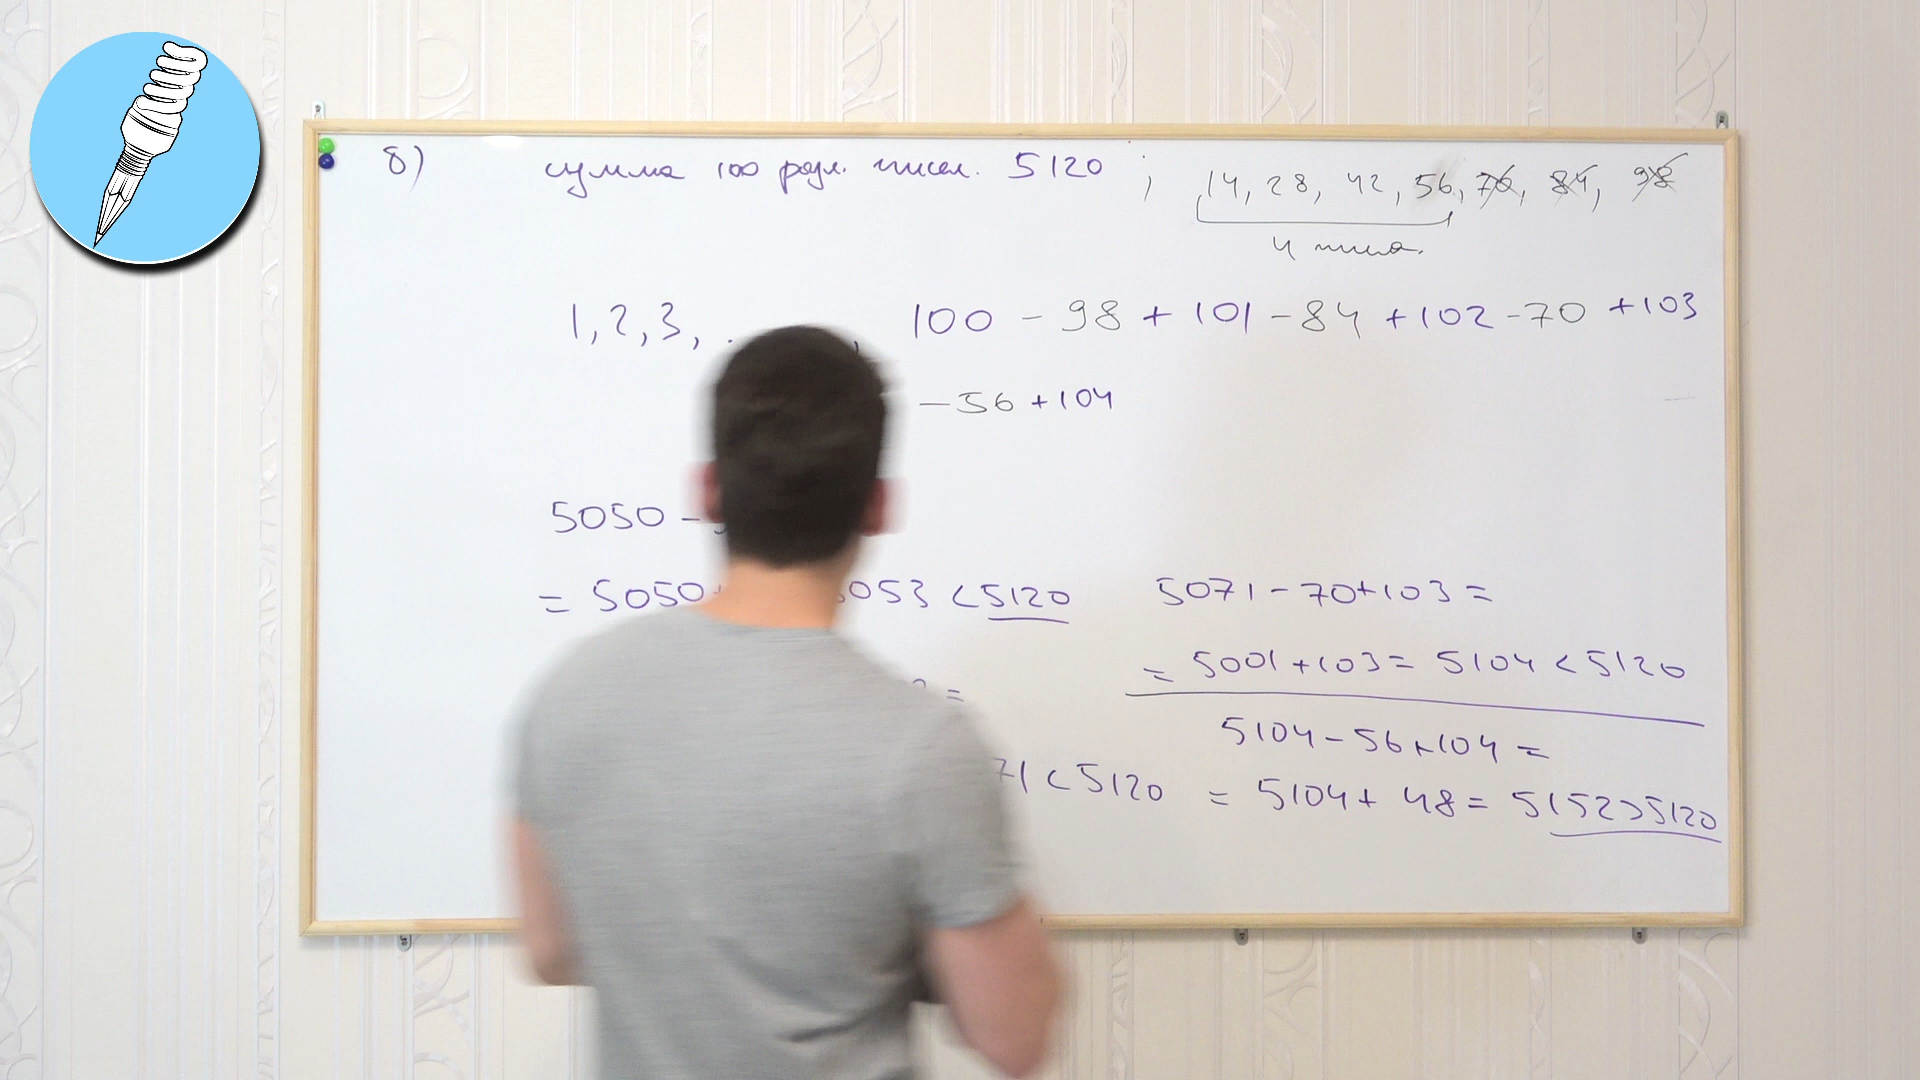 б) сумма 100 разл. чисел. 5120 ; 14, 28, 42, 56, 70, 84, 98
4 числа.
1, 2, 3, . , 100 - 98 + 101 - 84 + 102 - 70 + 103
- 56 + 104
5050 -
= 5050 053 < 5120
=
71 < 5120
5071 - 70 + 103 =
= 5001 + 103 = 5104 < 5120
5104 - 56 + 104 =
= 5104 + 48 = 5152 > 5120